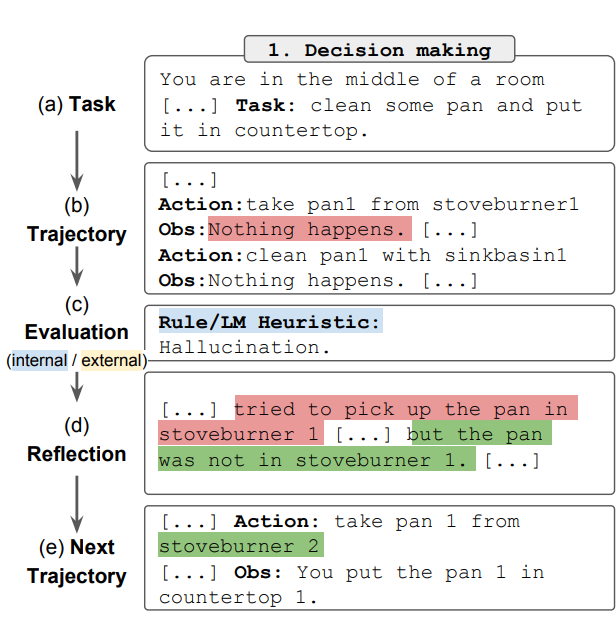 1. Decision making
(a) Task
You are in the middle of a room
[...] Task: clean some pan and put
it in countertop.
(b)
Trajectory
[...]
Action:take pan1 from stoveburner1
Obs:Nothing happens. [...]
Action:clean pan1 with sinkbasin1
Obs:Nothing happens. [...]
(c)
Evaluation
(internal / external)
Rule/LM Heuristic:
Hallucination.
(d)
Reflection
[...] tried to pick up the pan in
stoveburner 1 [...] but the pan
was not in stoveburner 1. [...]
(e) Next
Trajectory
[...] Action: take pan 1 from
stoveburner 2
[...] Obs: You put the pan 1 in
countertop 1.